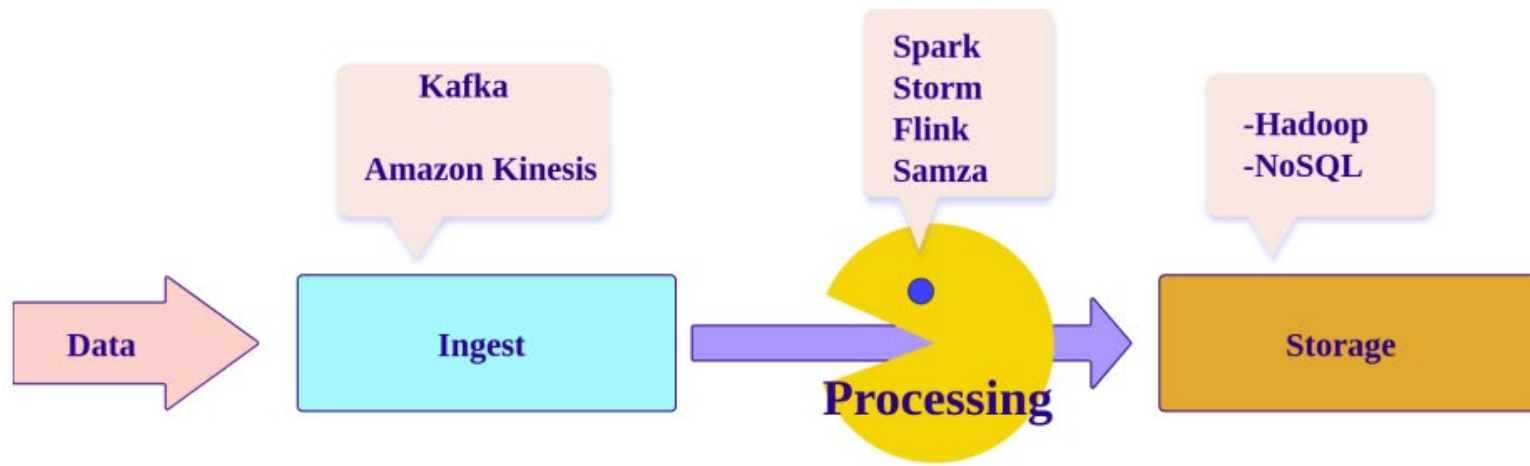 Kafka
Amazon Kinesis
Spark
Storm
Flink
Samza
-Hadoop
-NoSQL
Data
Ingest
Processing
Storage